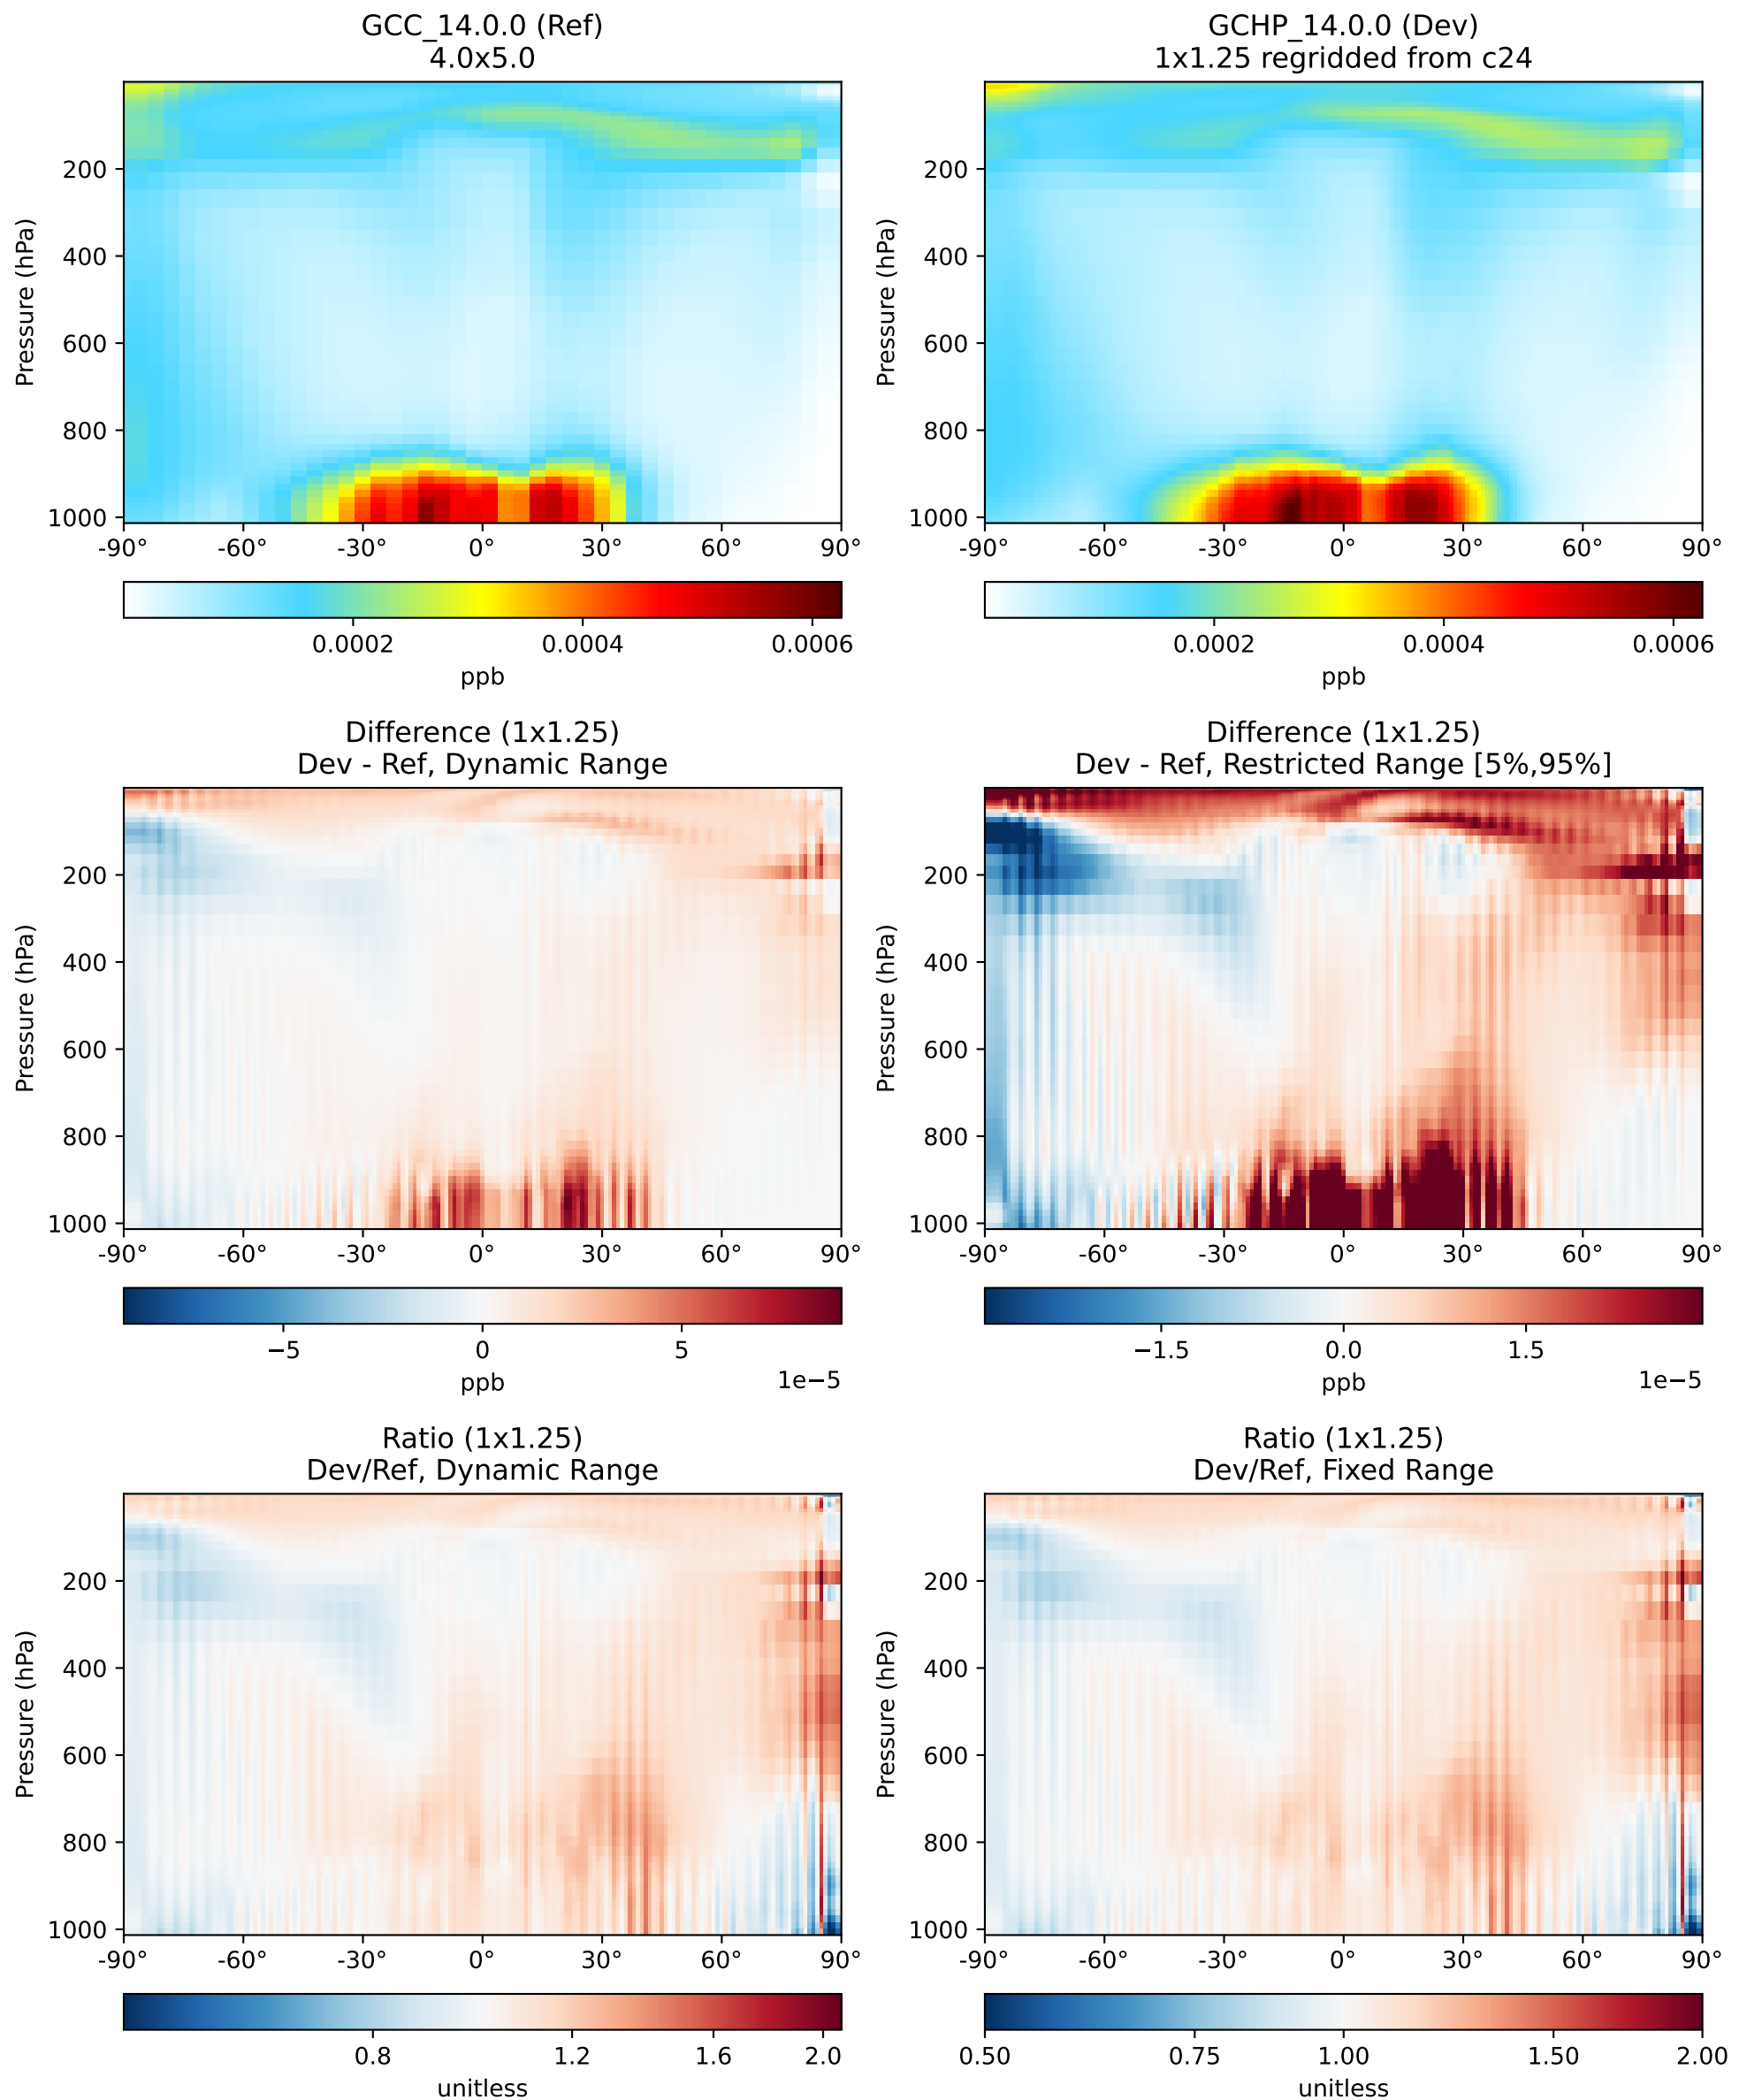 GCC_14.0.0 (Ref)
4.0x5.0
Pressure (hPa)
200
400
600
800
1000
-90° -60° -30° 0° 30° 60° 90°
0.0002 0.0004 0.0006
ppb
GCHP_14.0.0 (Dev)
1x1.25 regridded from c24
Pressure (hPa)
200
400
600
800
1000
-90° -60° -30° 0° 30° 60° 90°
0.0002 0.0004 0.0006
ppb
Difference (1x1.25)
Dev - Ref, Dynamic Range
Pressure (hPa)
200
400
600
800
1000
-90° -60° -30° 0° 30° 60° 90°
−5 0 5
1e−5
ppb
Difference (1x1.25)
Dev - Ref, Restricted Range [5%,95%]
Pressure (hPa)
200
400
600
800
1000
-90° -60° -30° 0° 30° 60° 90°
−1.5 0.0 1.5
1e−5
ppb
Ratio (1x1.25)
Dev/Ref, Dynamic Range
Pressure (hPa)
200
400
600
800
1000
-90° -60° -30° 0° 30° 60° 90°
0.8 1.2 1.6 2.0
unitless
Ratio (1x1.25)
Dev/Ref, Fixed Range
Pressure (hPa)
200
400
600
800
1000
-90° -60° -30° 0° 30° 60° 90°
0.50 0.75 1.00 1.50 2.00
unitless